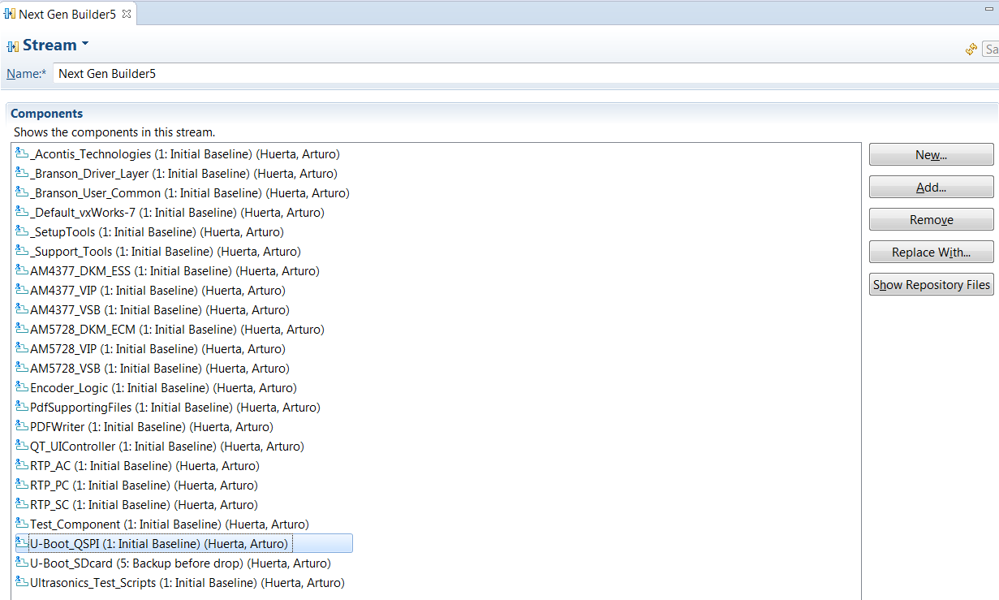 Next Gen Builder5
Stream
Sa
Name:* Next Gen Builder5
Components
Shows the components in this stream.
_Acontis_Technologies (1: Initial Baseline) (Huerta, Arturo)
_Branson_Driver_Layer (1: Initial Baseline) (Huerta, Arturo)
_Branson_User_Common (1: Initial Baseline) (Huerta, Arturo)
_Default_vxWorks-7 (1: Initial Baseline) (Huerta, Arturo)
_SetupTools (1: Initial Baseline) (Huerta, Arturo)
_Support_Tools (1: Initial Baseline) (Huerta, Arturo)
AM4377_DKM_ESS (1: Initial Baseline) (Huerta, Arturo)
AM4377_VIP (1: Initial Baseline) (Huerta, Arturo)
AM4377_VSB (1: Initial Baseline) (Huerta, Arturo)
AM5728_DKM_ECM (1: Initial Baseline) (Huerta, Arturo)
AM5728_VIP (1: Initial Baseline) (Huerta, Arturo)
AM5728_VSB (1: Initial Baseline) (Huerta, Arturo)
Encoder_Logic (1: Initial Baseline) (Huerta, Arturo)
PdfSupportingFiles (1: Initial Baseline) (Huerta, Arturo)
PDFWriter (1: Initial Baseline) (Huerta, Arturo)
QT_UIController (1: Initial Baseline) (Huerta, Arturo)
RTP_AC (1: Initial Baseline) (Huerta, Arturo)
RTP_PC (1: Initial Baseline) (Huerta, Arturo)
RTP_SC (1: Initial Baseline) (Huerta, Arturo)
Test_Component (1: Initial Baseline) (Huerta, Arturo)
U-Boot_QSPI (1: Initial Baseline) (Huerta, Arturo)
U-Boot_SDcard (5: Backup before drop) (Huerta, Arturo)
Ultrasonics_Test_Scripts (1: Initial Baseline) (Huerta, Arturo)
New...
Add...
Remove
Replace With...
Show Repository Files